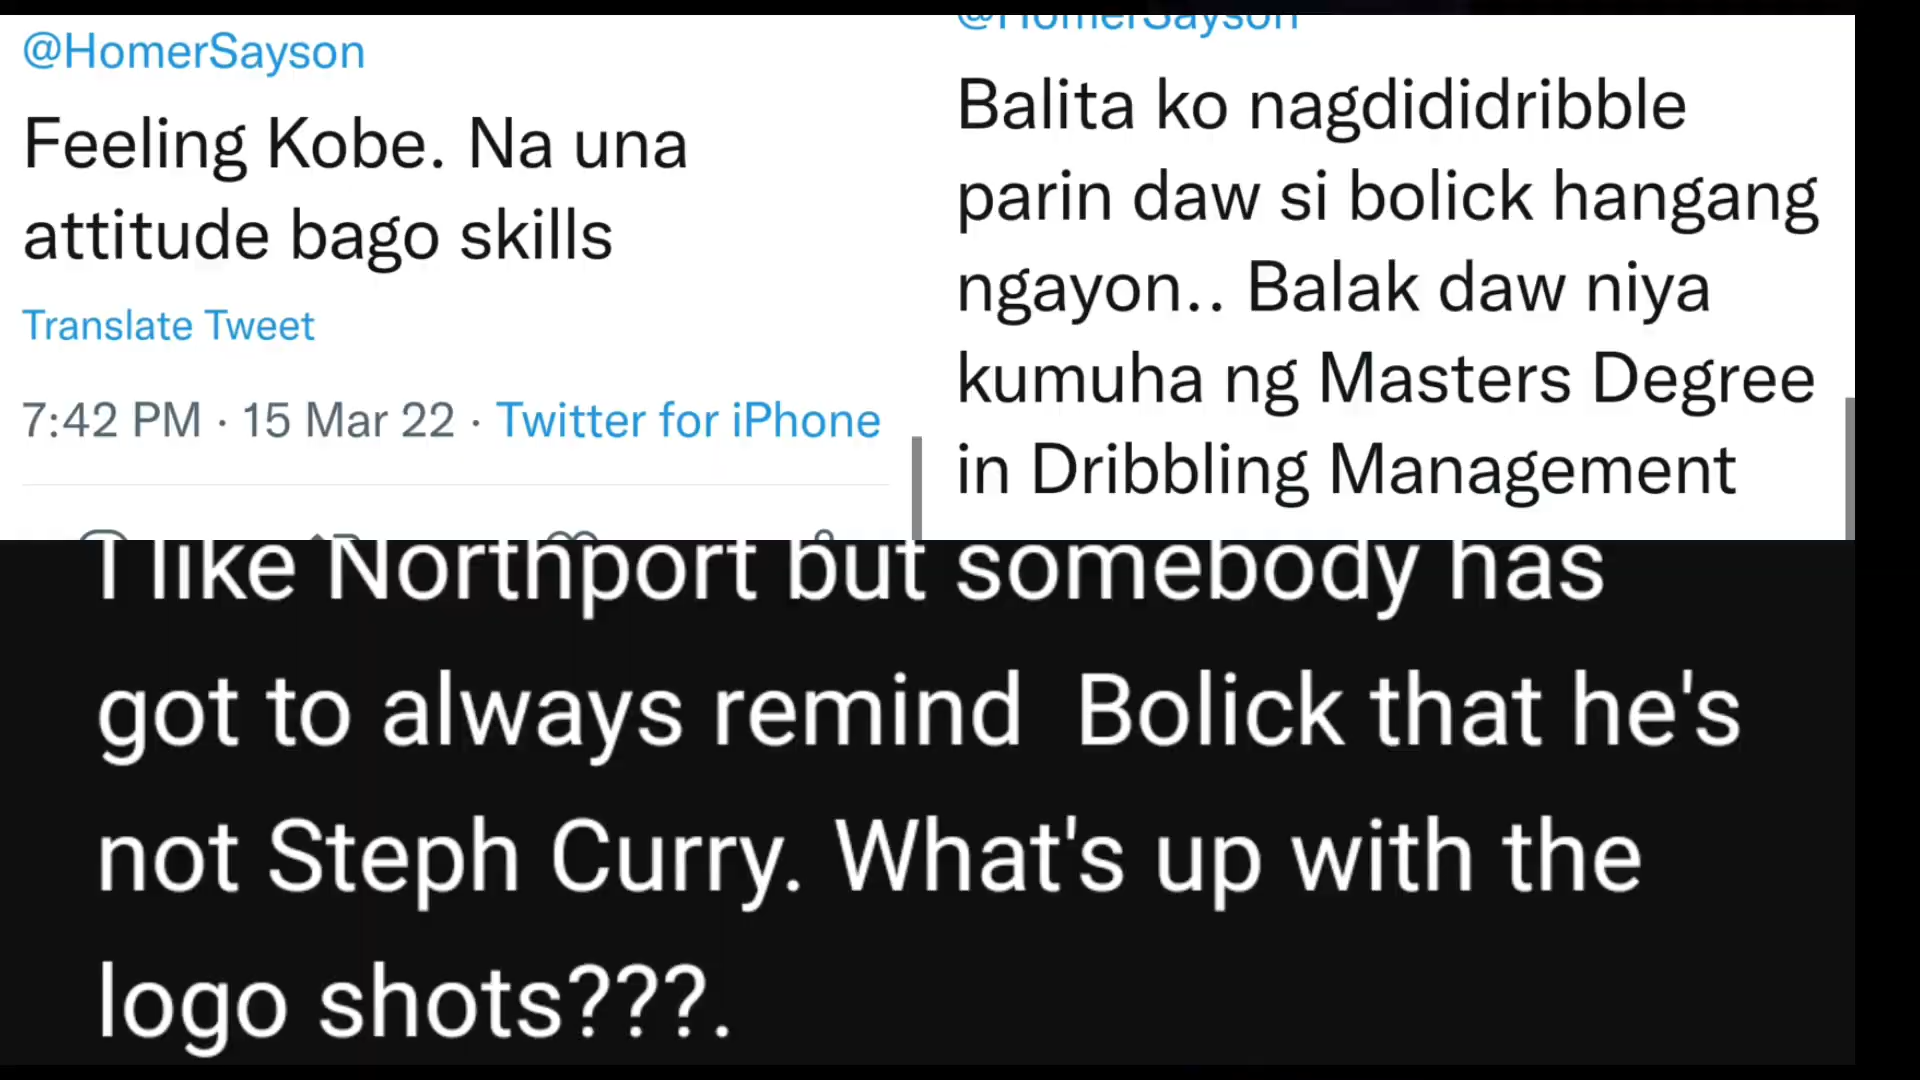 @HomerSayson
Feeling Kobe. Na una
attitude bago skills
Translate Tweet
7:42 PM · 15 Mar 22 · Twitter for iPhone
@HomerSayson
Balita ko nagdididribble
parin daw si bolick hangang
ngayon.. Balak daw niya
kumuha ng Masters Degree
in Dribbling Management
I like Northport but somebody has
got to always remind  Bolick that he's
not Steph Curry. What's up with the
logo shots???.